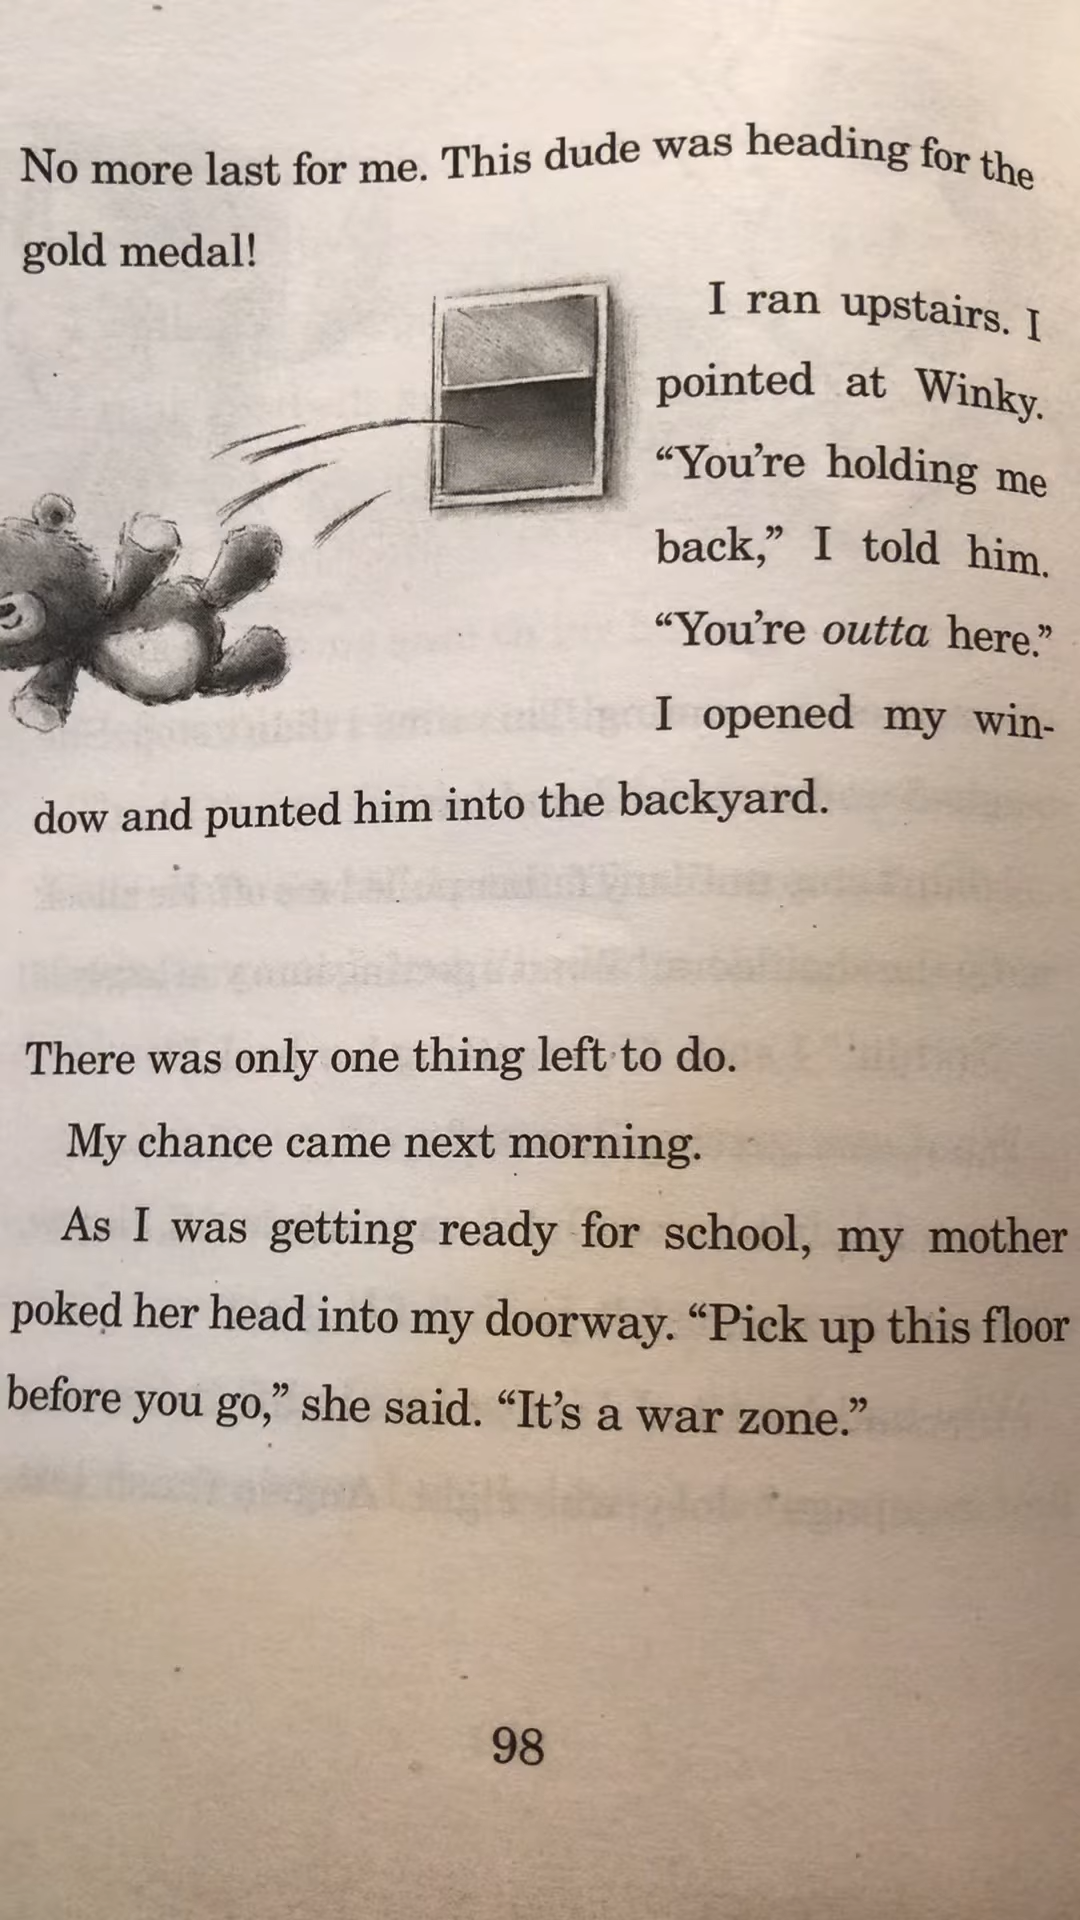 No more last for me. This dude was heading for the
gold medal!
I ran upstairs. I
pointed at Winky.
“You’re holding me
back,” I told him.
“You’re outta here.”
I opened my win-
dow and punted him into the backyard.
There was only one thing left to do.
My chance came next morning.
As I was getting ready for school, my mother
poked her head into my doorway. “Pick up this floor
before you go,” she said. “It’s a war zone.”
98